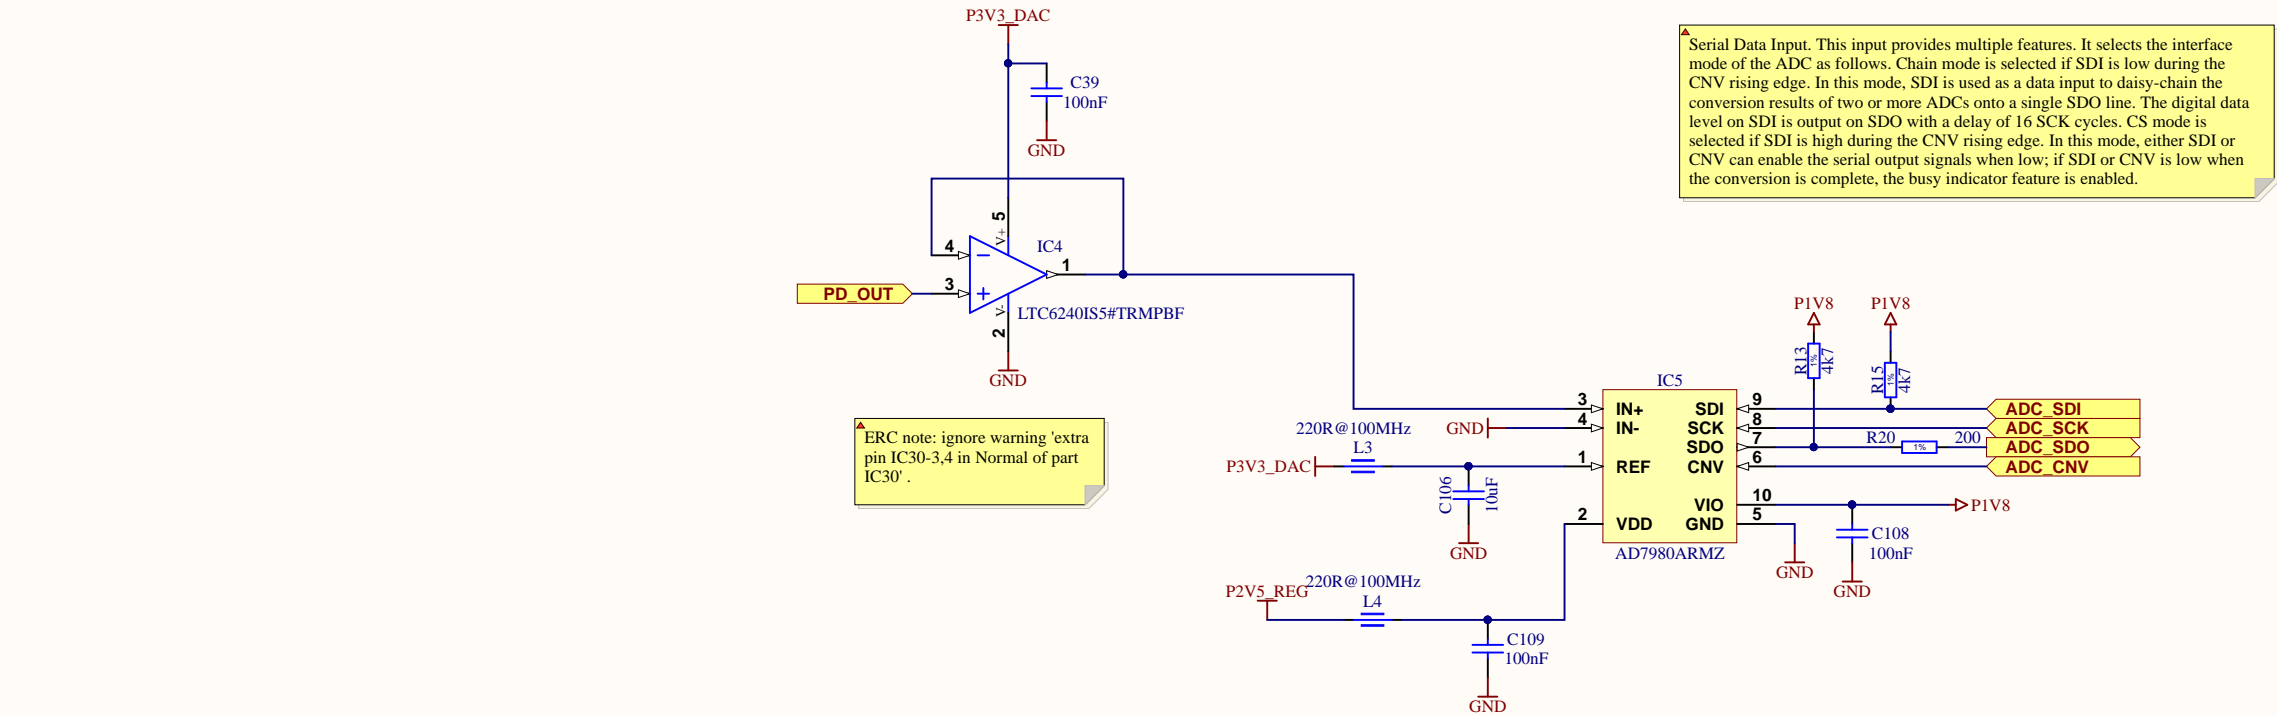 P3V3_DAC
C39
100nF
GND
Serial Data Input. This input provides multiple features. It selects the interface
mode of the ADC as follows. Chain mode is selected if SDI is low during the
CNV rising edge. In this mode, SDI is used as a data input to daisy-chain the
conversion results of two or more ADCs onto a single SDO line. The digital data
level on SDI is output on SDO with a delay of 16 SCK cycles. CS mode is
selected if SDI is high during the CNV rising edge. In this mode, either SDI or
CNV can enable the serial output signals when low; if SDI or CNV is low when
the conversion is complete, the busy indicator feature is enabled.
5
V+
IC4
4
1
3
PD_OUT
V-
LTC6240IS5#TRMPBF
2
GND
ERC note: ignore warning 'extra
pin IC30-3,4 in Normal of part
IC30' .
P1V8
P1V8
R13
1%
4k7
R15
1%
4k7
IC5
3
IN+
SDI
9
ADC_SDI
GND
4
IN-
SCK
8
ADC_SCK
SDO
7
R20
1%
200
ADC_SDO
220R@100MHz
L3
P3V3_DAC
1
REF
CNV
6
ADC_CNV
C106
10uF
GND
VIO
10
P1V8
2
VDD
GND
5
C108
100nF
GND
GND
AD7980ARMZ
P2V5_REG
220R@100MHz
L4
C109
100nF
GND